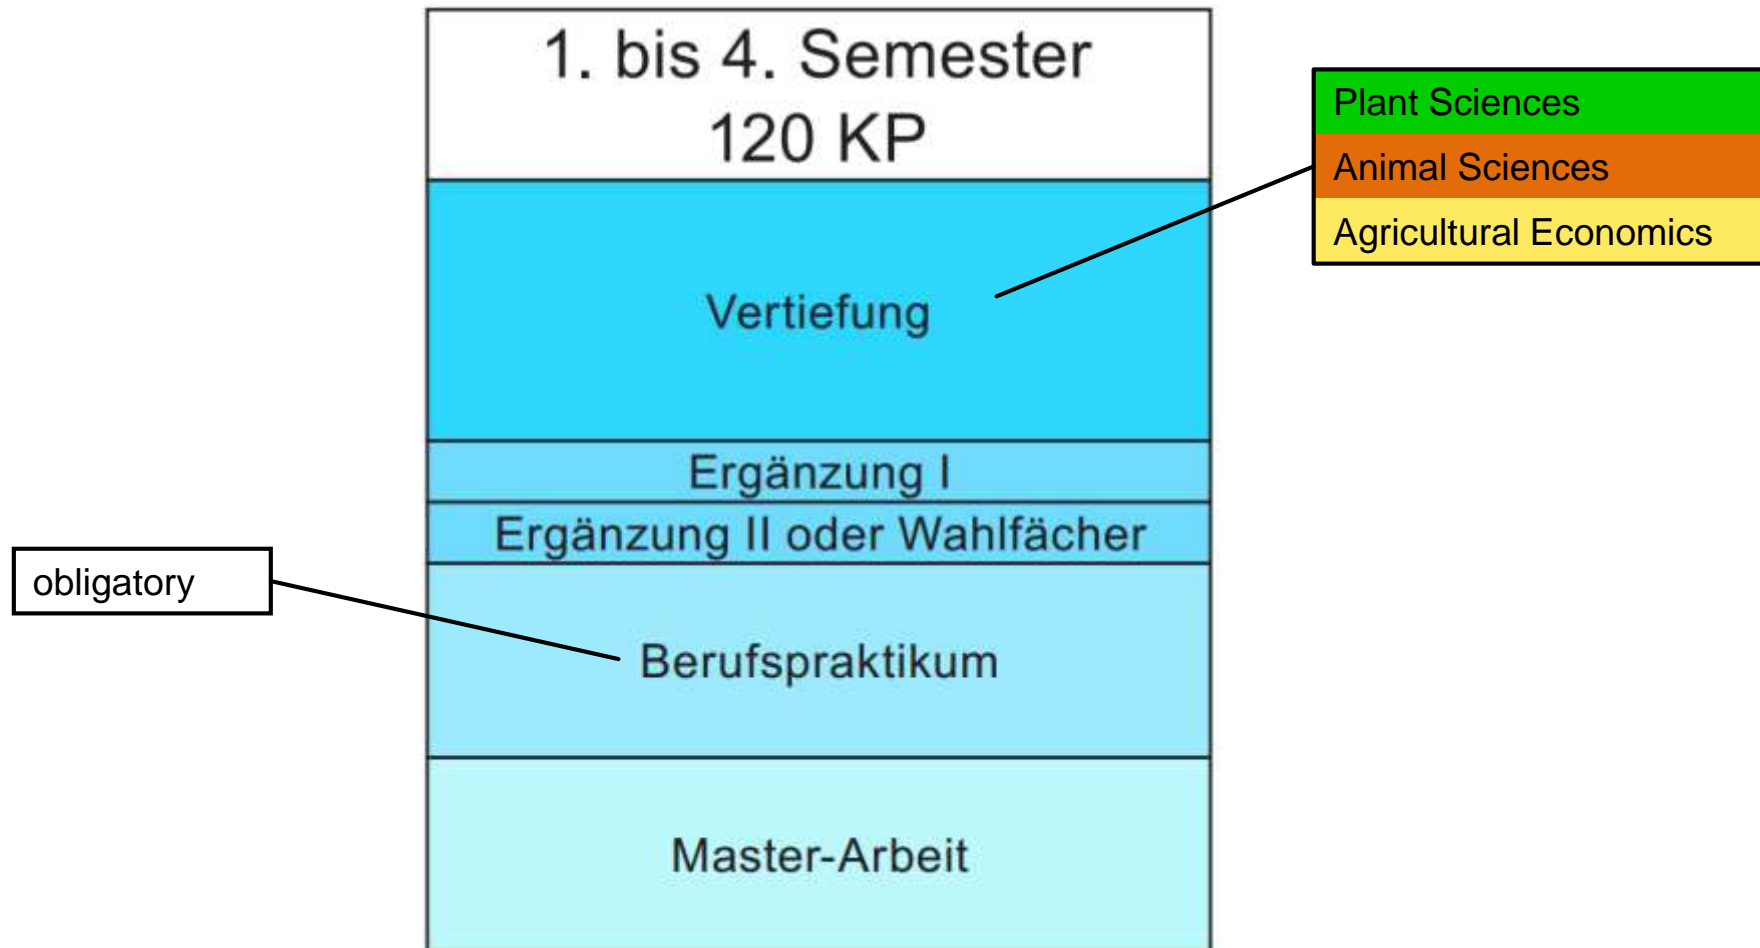 1. bis 4. Semester
120 KP
Plant Sciences
Animal Sciences
Agricultural Economics
Vertiefung
Ergänzung I
Ergänzung II oder Wahlfächer
obligatory
Berufspraktikum
Master-Arbeit